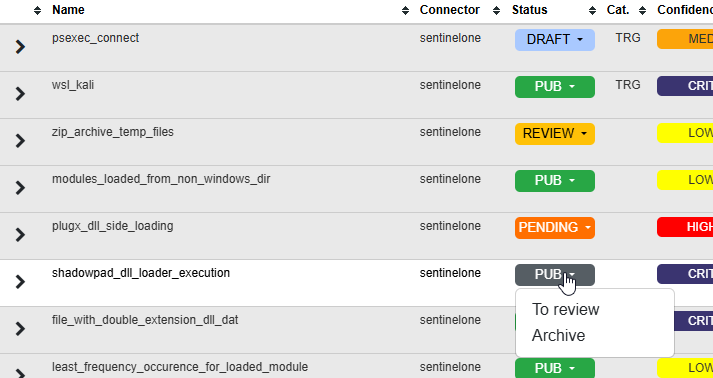 Name Connector Status Cat. Confidenc
psexec_connect sentinelone DRAFT TRG MED
wsl_kali sentinelone PUB TRG CRIT
zip_archive_temp_files sentinelone REVIEW LOW
modules_loaded_from_non_windows_dir sentinelone PUB LOW
plugx_dll_side_loading sentinelone PENDING HIGH
shadowpad_dll_loader_execution sentinelone PUB CRIT
To review
file_with_double_extension_dll_dat sentinelone CRIT
Archive
least_frequency_occurence_for_loaded_module sentinelone PUB LOW